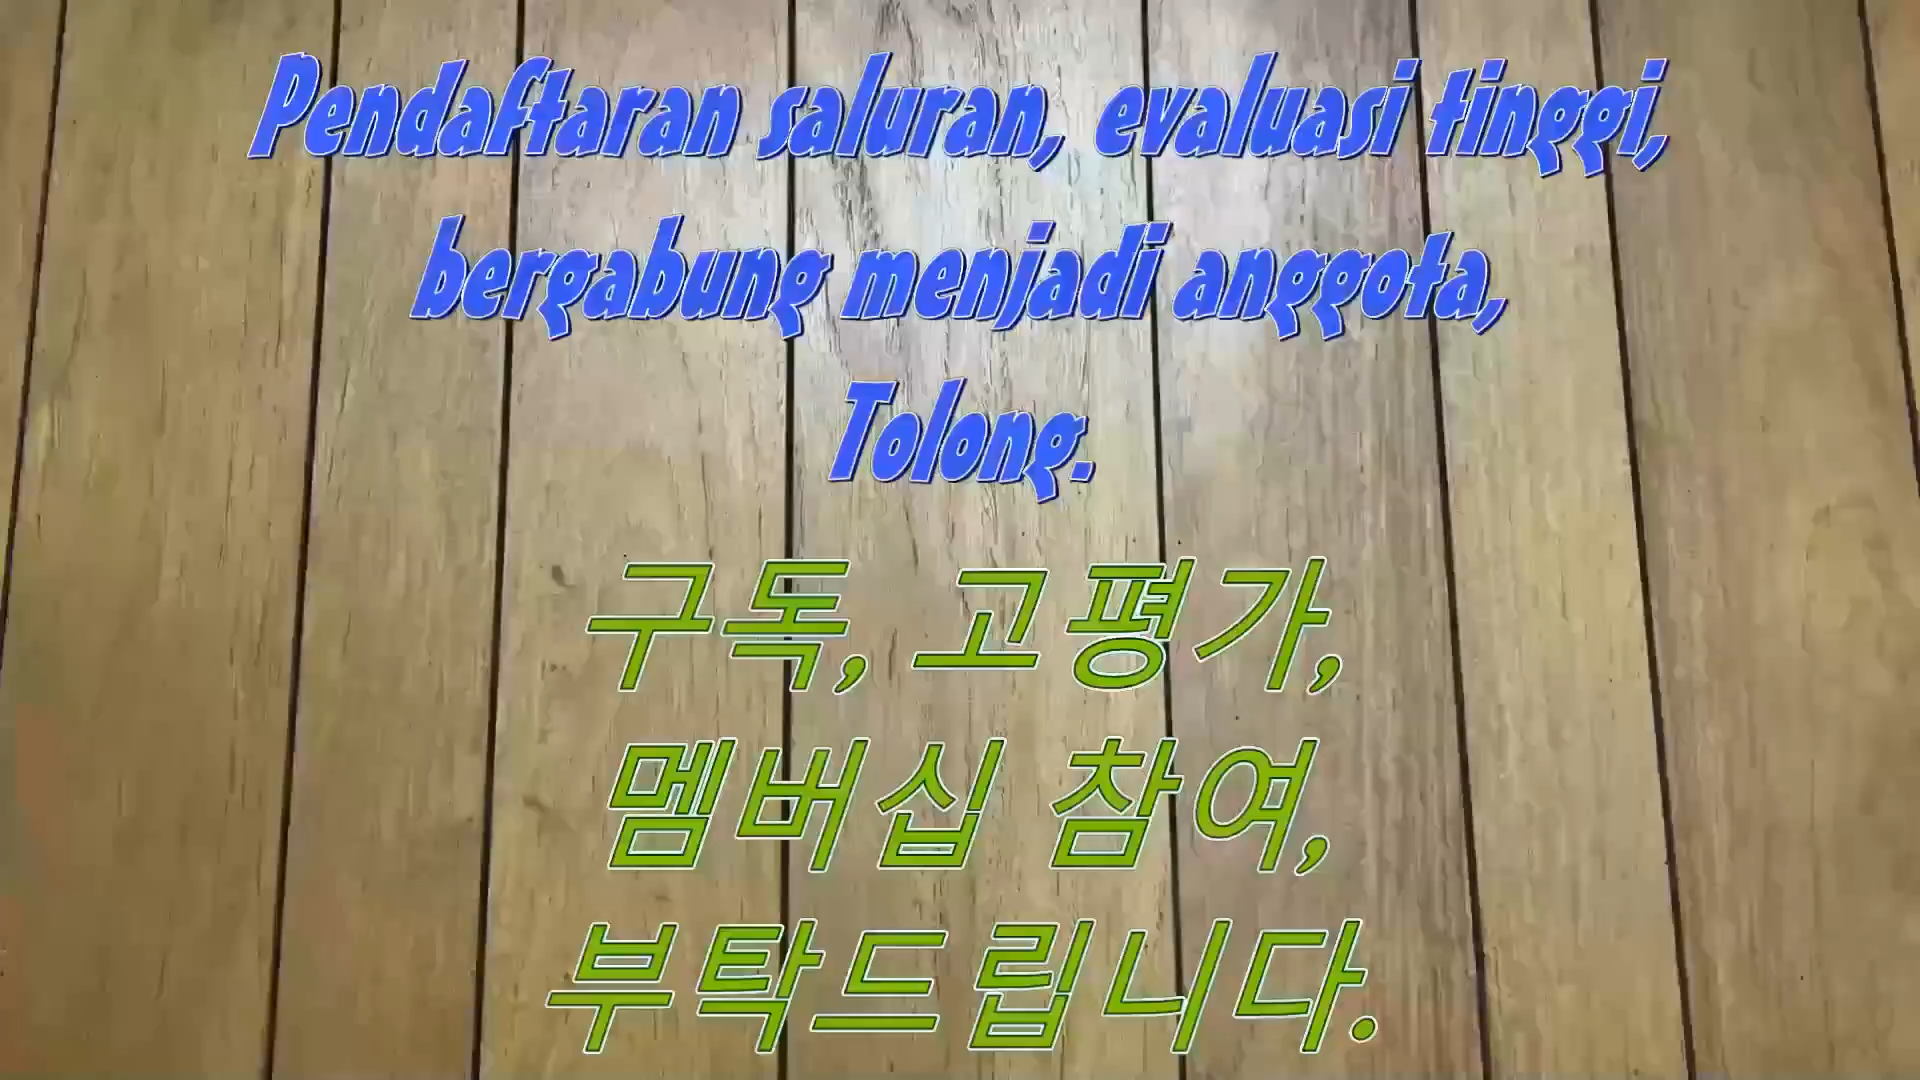 Pendaftaran saluran, evaluasi tinggi,
bergabung menjadi anggota,
Tolong.
구독, 고평가,
멤버십 참여,
부탁드립니다.